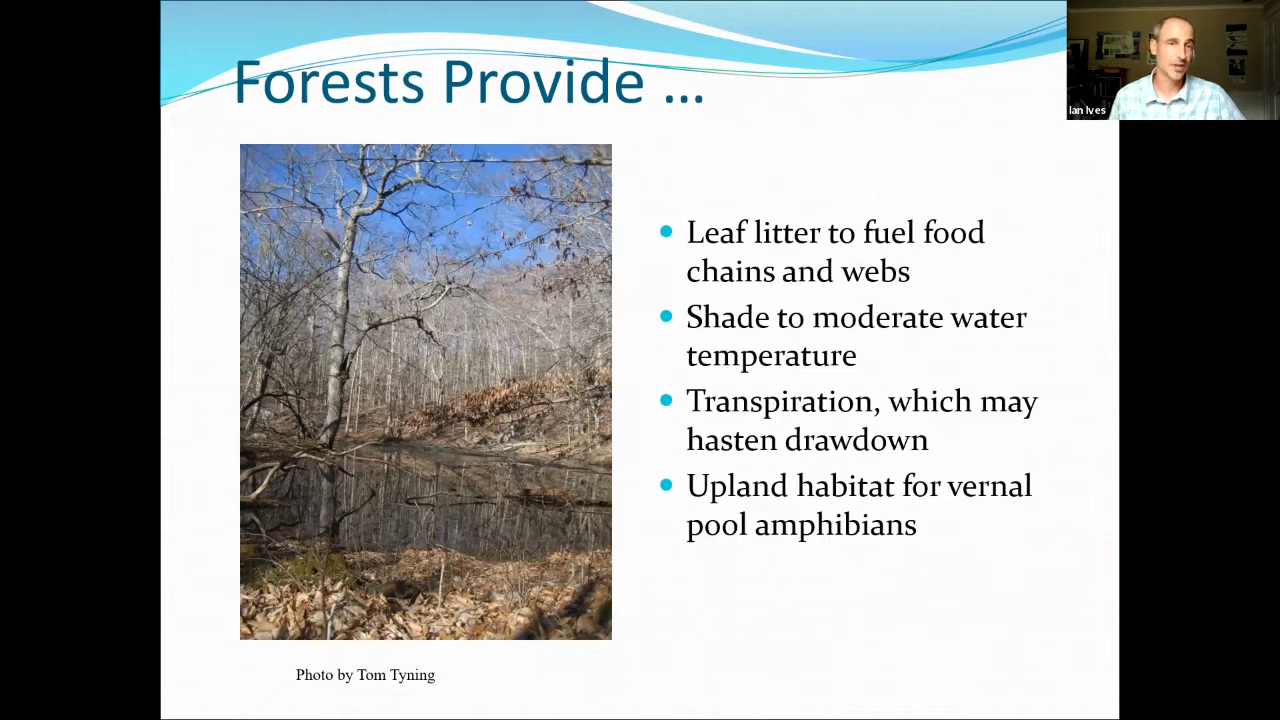 Forests Provide ...
Ian Ives
Leaf litter to fuel food
chains and webs
Shade to moderate water
temperature
Transpiration, which may
hasten drawdown
Upland habitat for vernal
pool amphibians
Photo by Tom Tyning